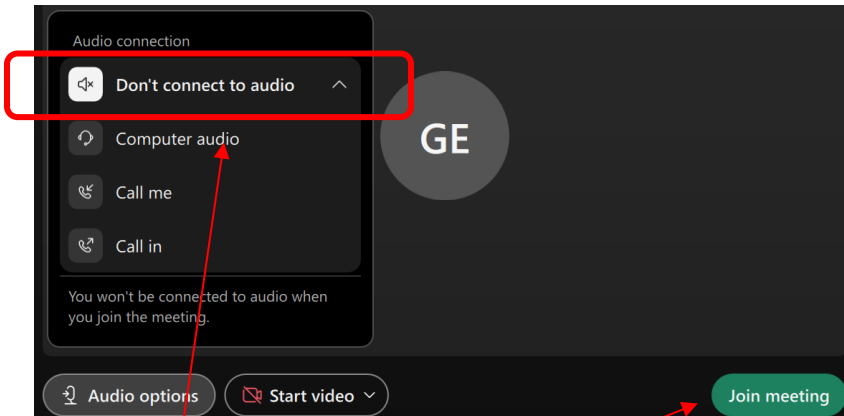 Audio connection
Don't connect to audio
Computer audio
GE
Call me
Call in
You won't be connected to audio when
you join the meeting.
Audio options
Start video
Join meeting